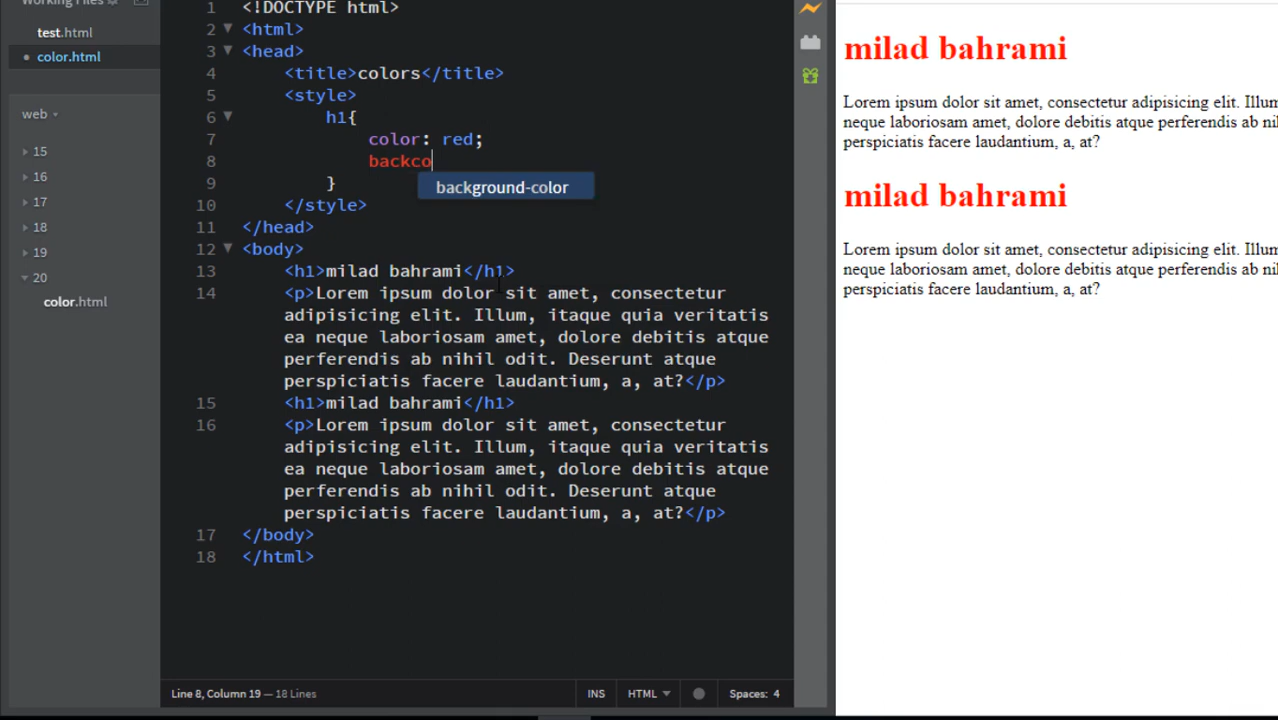 Working Files
test.html
color.html
web
15
16
17
18
19
20
color.html
1 <!DOCTYPE html>
2 <html>
3 <head>
4 <title>colors</title>
5 <style>
6 h1{
7 color: red;
8 backco
background-color
9 }
10 </style>
11 </head>
12 <body>
13 <h1>milad bahrami</h1>
14 <p>Lorem ipsum dolor sit amet, consectetur
adipisicing elit. Illum, itaque quia veritatis
ea neque laboriosam amet, dolore debitis atque
perferendis ab nihil odit. Deserunt atque
perspiciatis facere laudantium, a, at?</p>
15 <h1>milad bahrami</h1>
16 <p>Lorem ipsum dolor sit amet, consectetur
adipisicing elit. Illum, itaque quia veritatis
ea neque laboriosam amet, dolore debitis atque
perferendis ab nihil odit. Deserunt atque
perspiciatis facere laudantium, a, at?</p>
17 </body>
18 </html>
Line 8, Column 19 — 18 Lines
INS
HTML
Spaces: 4
milad bahrami
Lorem ipsum dolor sit amet, consectetur adipisicing elit. Illum
neque laboriosam amet, dolore debitis atque perferendis ab
perspiciatis facere laudantium, a, at?
milad bahrami
Lorem ipsum dolor sit amet, consectetur adipisicing elit. Illum
neque laboriosam amet, dolore debitis atque perferendis ab
perspiciatis facere laudantium, a, at?